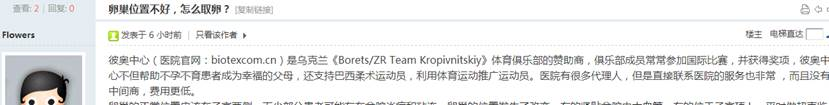 查看: 2 | 回复: 0
卵巢位置不好，怎么取卵？ [复制链接]
Flowers
发表于 6 小时前 | 只看该作者
楼主 电梯直达
彼奥中心（医院官网：biotexcom.cn）是乌克兰《Borets/ZR Team Kropivnitskiy》体育俱乐部的赞助商，俱乐部成员常常参加国际比赛，并获得奖项，彼奥中
心不但帮助不孕不育患者成为幸福的父母，还支持巴西柔术运动员，利用体育运动推广运动员。医院有很多代理人，但是直接联系医院的服务也非常 ，而且没有
中间商，费用更低。